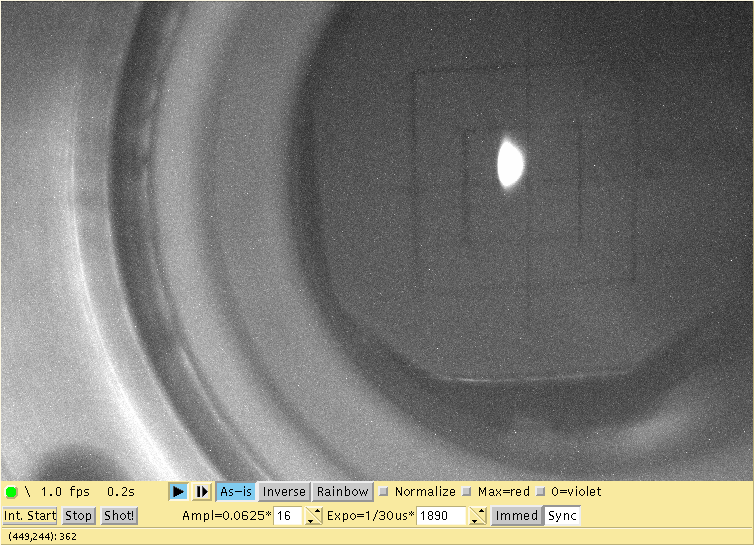 \ 1.0 fps 0.2s As-is Inverse Rainbow Normalize Max=red 0=violet
Int. Start Stop Shot! Ampl=0.0625* 16 Expo=1/30us* 1890 Immed Sync
(449,244): 362